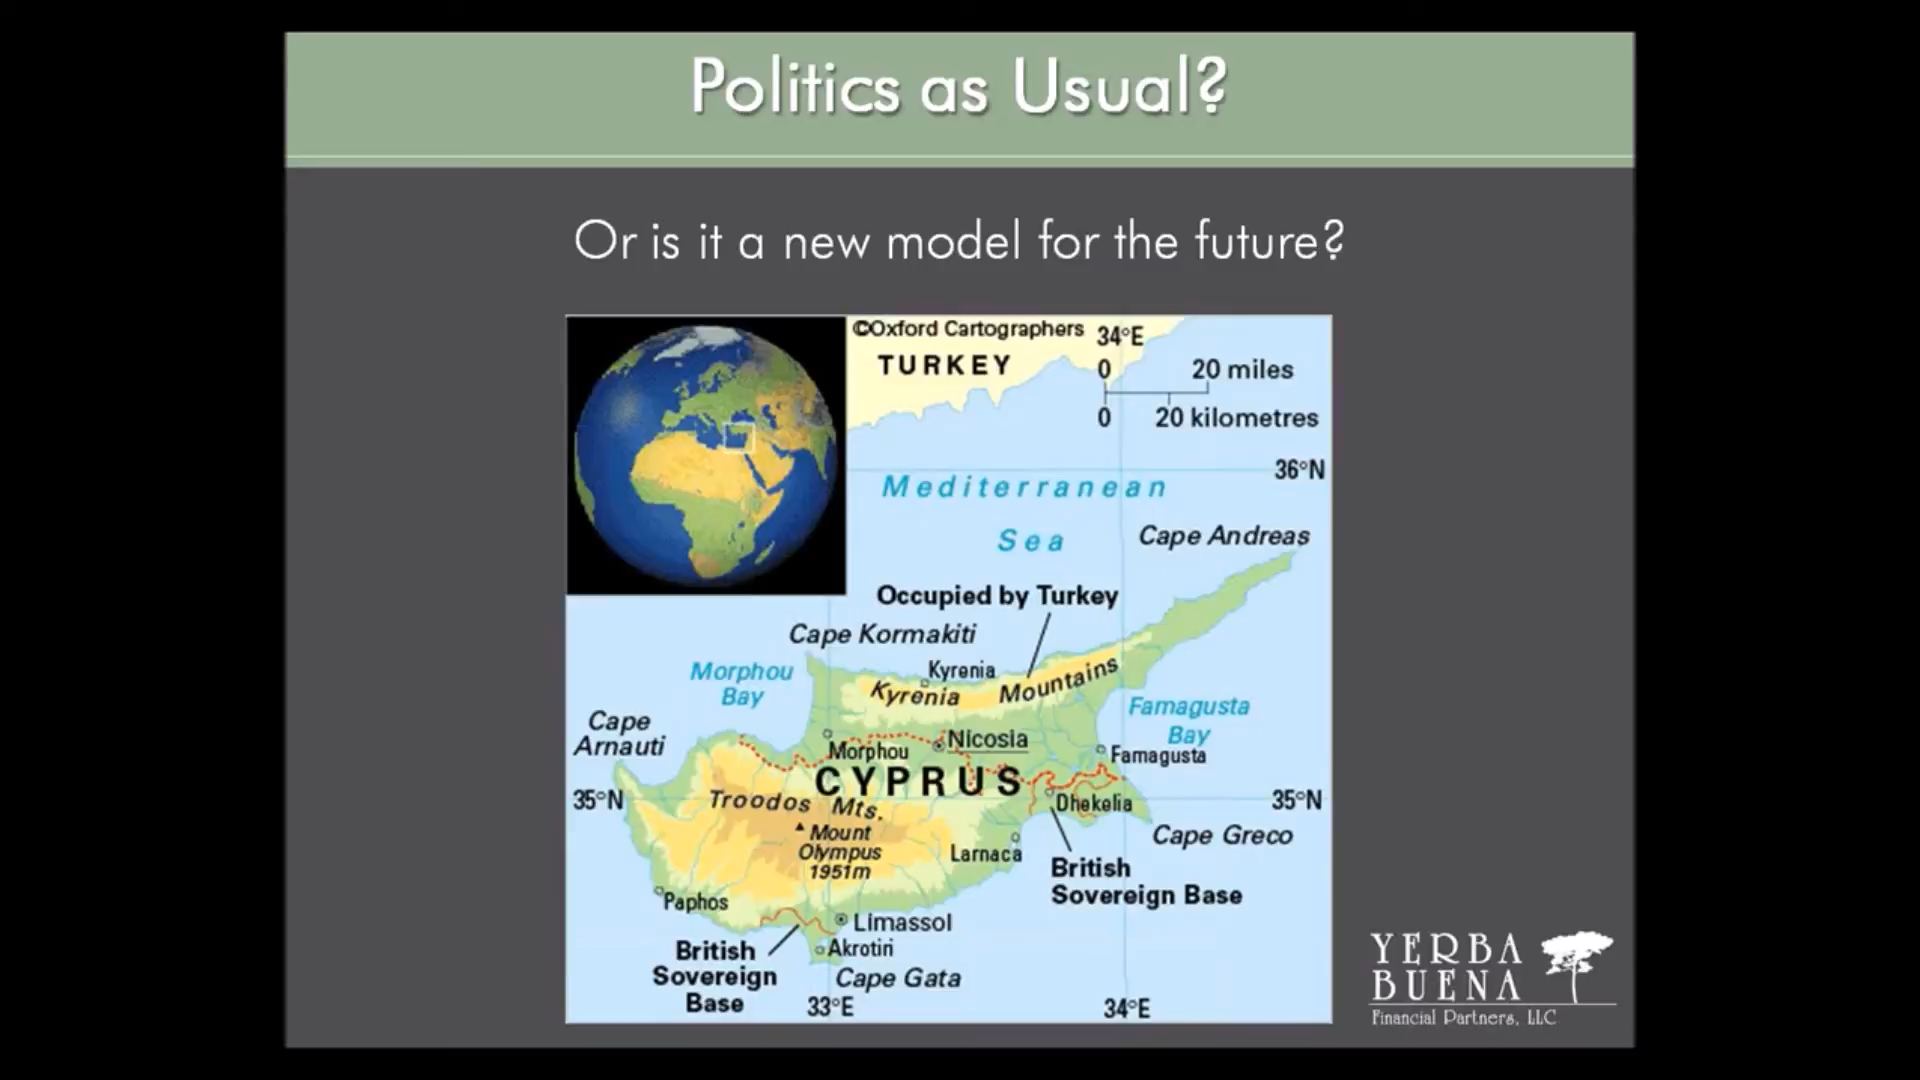 Politics as Usual?
Or is it a new model for the future?
©Oxford Cartographers
34°E
TURKEY
0
20 miles
0
20 kilometres
36°N
Mediterranean
Sea
Cape Andreas
Occupied by Turkey
Cape Kormakiti
Morphou
Bay
Kyrenia
Kyrenia Mountains
Famagusta
Bay
Cape
Arnauti
Morphou
Nicosia
Famagusta
CYPRUS
35°N
Troodos Mts.
Dhekelia
35°N
Mount
Olympus
1951m
Cape Greco
Larnaca
British
Sovereign Base
Paphos
Limassol
Akrotiri
British
Sovereign
Base
Cape Gata
33°E
34°E
YERBA
BUENA
Financial Partners, LLC